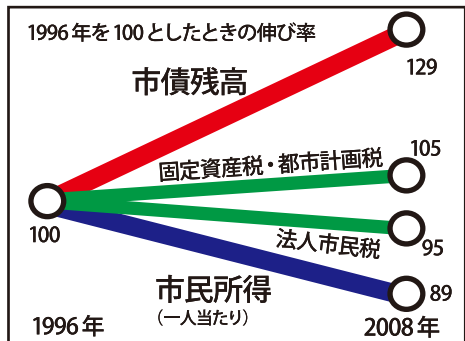 1996年を100としたときの伸び率
市債残高
129
固定資産税・都市計画税
105
100
法人市民税
95
市民所得
(一人当たり)
89
1996年
2008年